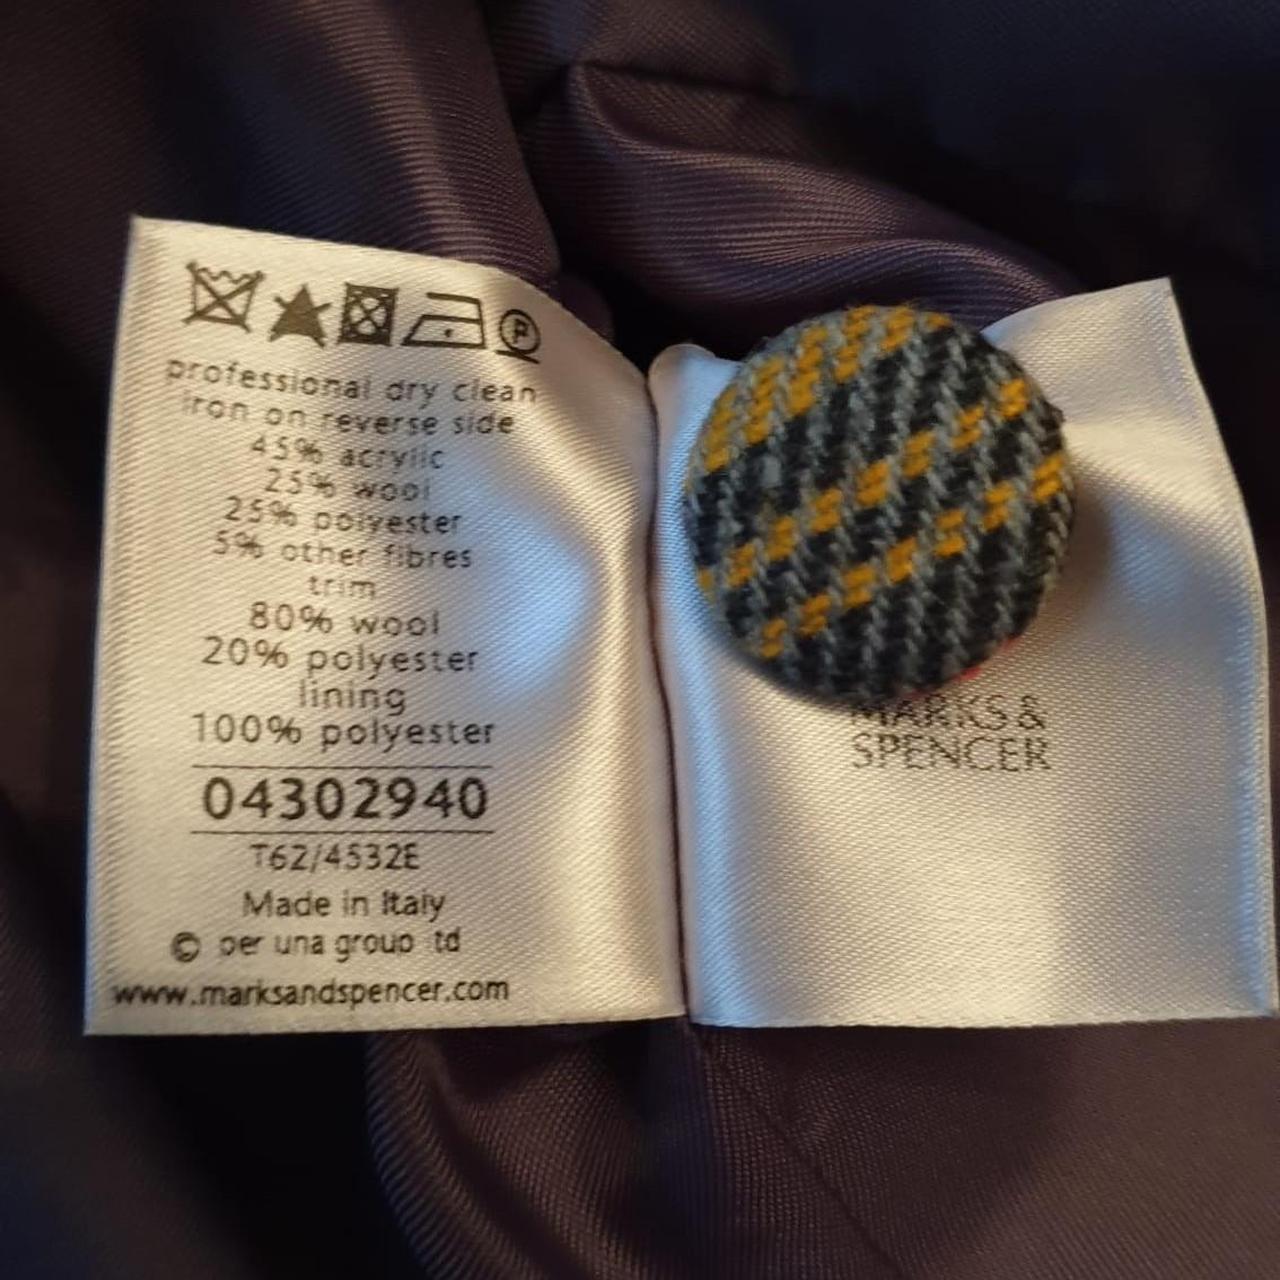 P
professional dry clean
iron on reverse side
45% acrylic
25% wool
25% polyester
5% other fibres
trim
80% wool
20% polyester
lining
100% polyester
04302940
T62/4532E
Made in Italy
© per una group td
www.marksandspencer.com
MARKS &
SPENCER